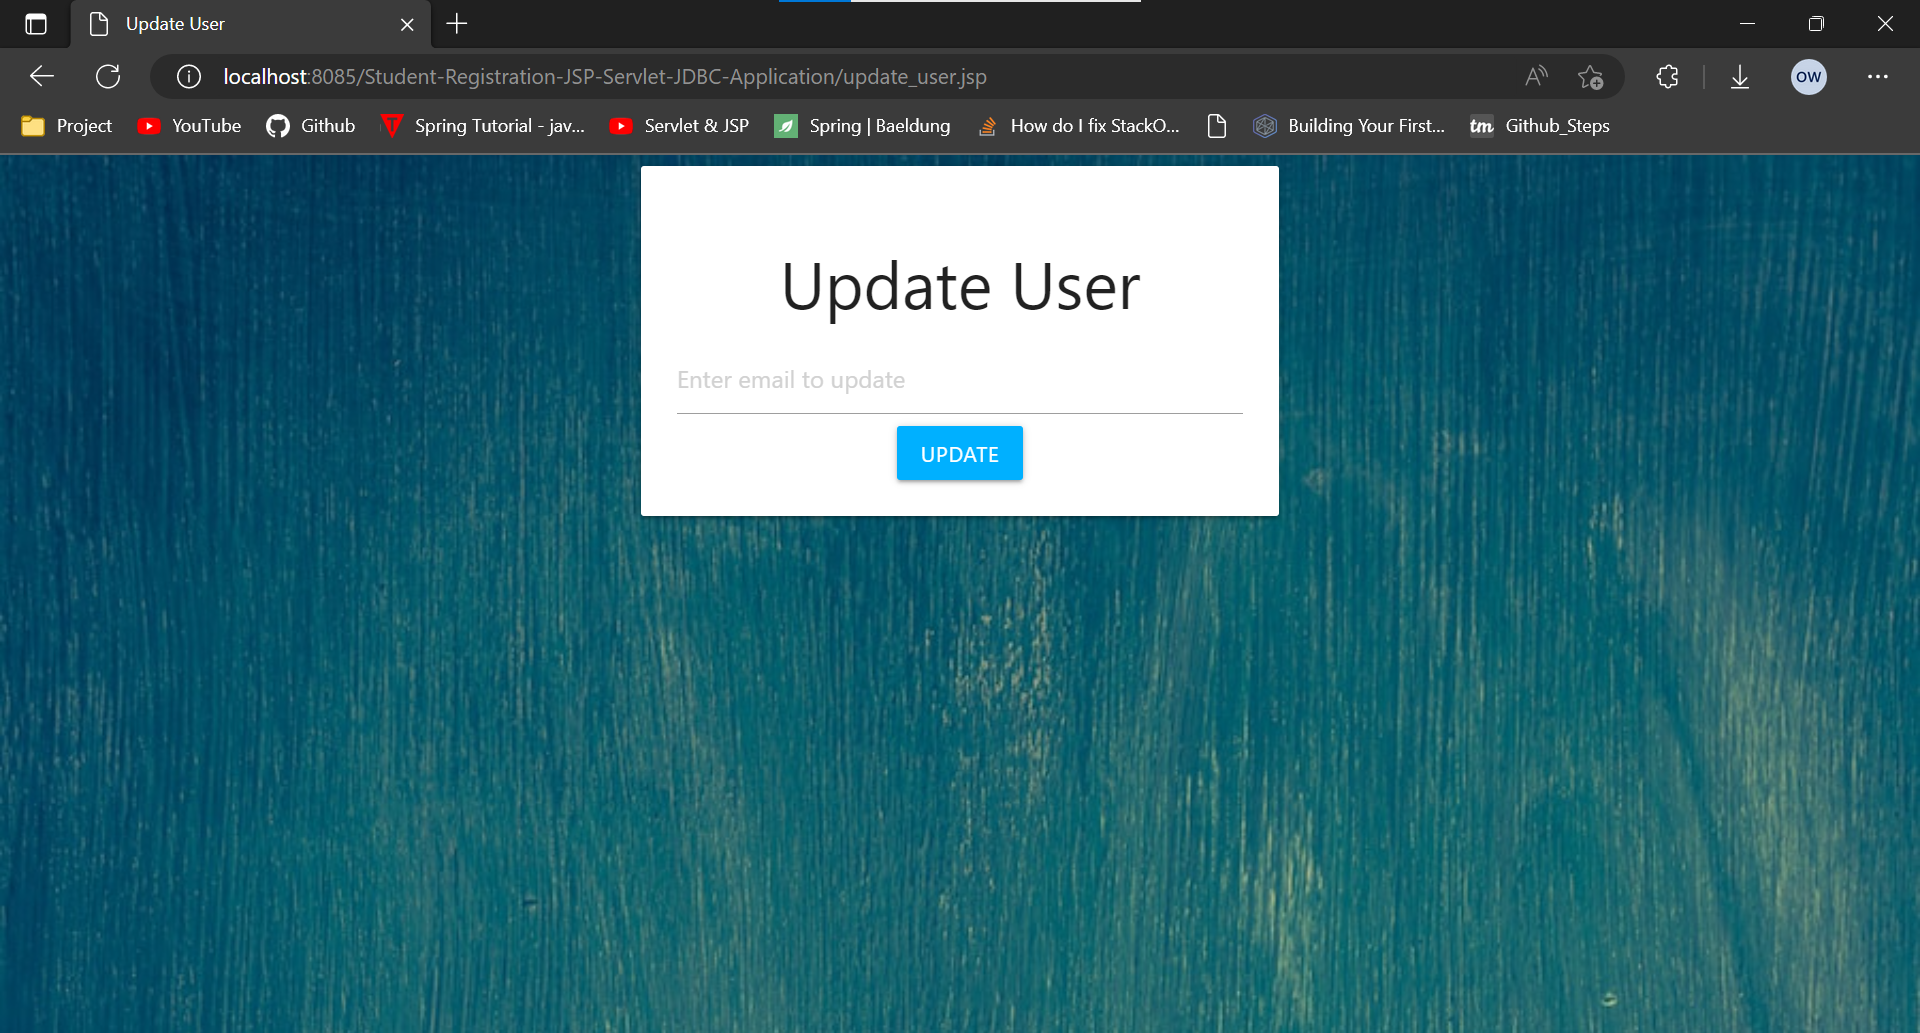 Update User
localhost:8085/Student-Registration-JSP-Servlet-JDBC-Application/update_user.jsp
OW
Project YouTube Github Spring Tutorial - jav... Servlet & JSP Spring | Baeldung How do I fix StackO... Building Your First... tm Github_Steps
Update User
Enter email to update
UPDATE